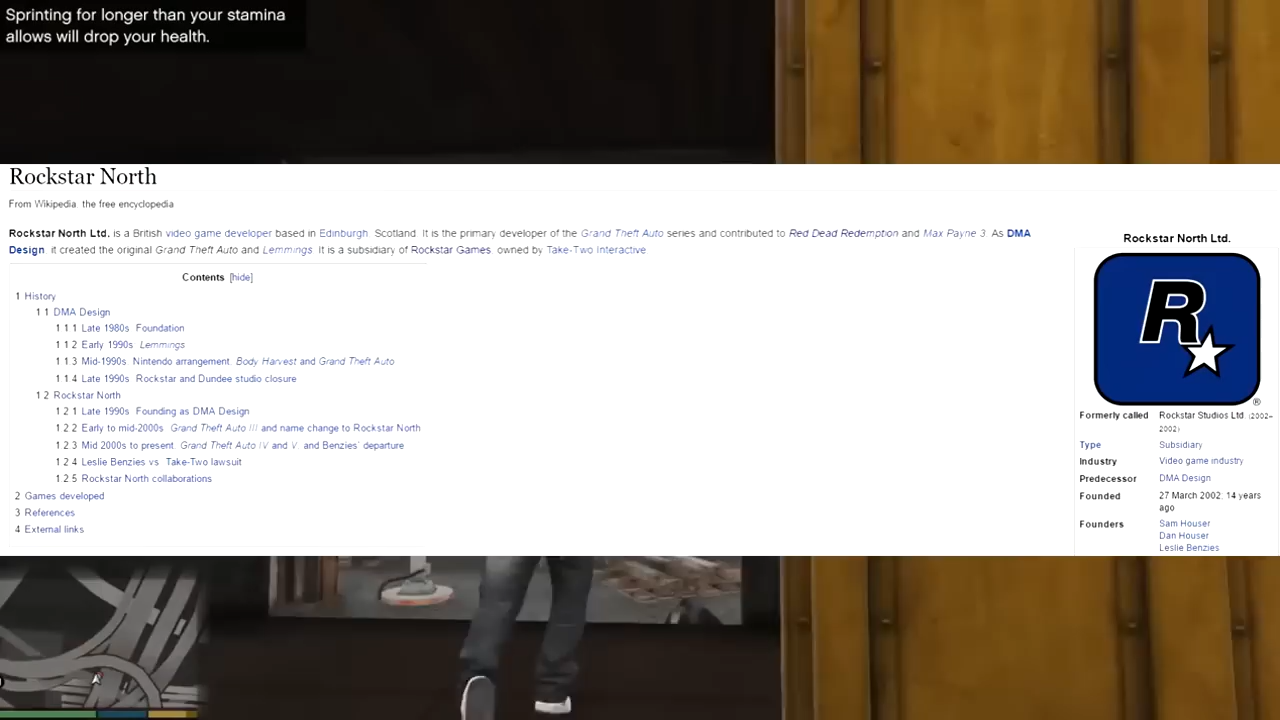 Sprinting for longer than your stamina
allows will drop your health.
Rockstar North
From Wikipedia, the free encyclopedia
Rockstar North Ltd. is a British video game developer based in Edinburgh, Scotland. It is the primary developer of the Grand Theft Auto series and contributed to Red Dead Redemption and Max Payne 3. As DMA
Design, it created the original Grand Theft Auto and Lemmings. It is a subsidiary of Rockstar Games, owned by Take-Two Interactive.
Contents [hide]
1 History
1.1 DMA Design
1.1.1 Late 1980s: Foundation
1.1.2 Early 1990s: Lemmings
1.1.3 Mid-1990s: Nintendo arrangement, Body Harvest and Grand Theft Auto
1.1.4 Late 1990s: Rockstar and Dundee studio closure
1.2 Rockstar North
1.2.1 Late 1990s: Founding as DMA Design
1.2.2 Early to mid-2000s: Grand Theft Auto III and name change to Rockstar North
1.2.3 Mid 2000s to present: Grand Theft Auto IV and V, and Benzies' departure
1.2.4 Leslie Benzies vs. Take-Two lawsuit
1.2.5 Rockstar North collaborations
2 Games developed
3 References
4 External links
Rockstar North Ltd.
R
®
Formerly called Rockstar Studios Ltd. (2002–
2002)
Type Subsidiary
Industry Video game industry
Predecessor DMA Design
Founded 27 March 2002; 14 years
ago
Founders Sam Houser
Dan Houser
Leslie Benzies